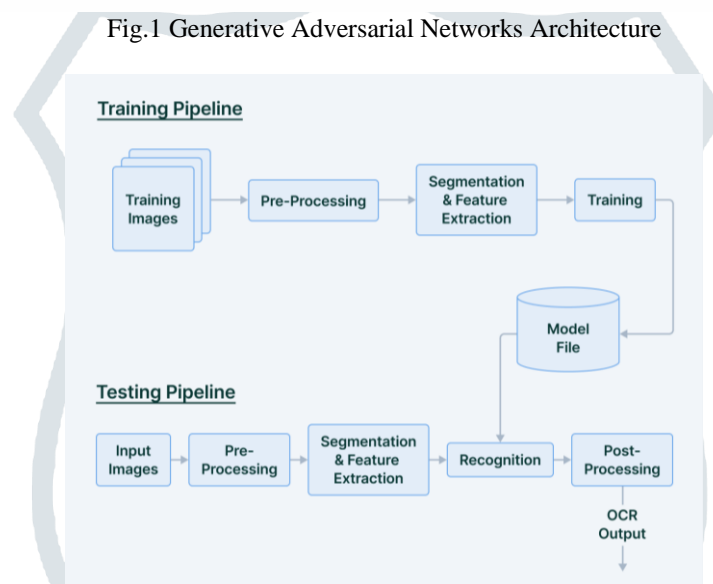 Fig.1 Generative Adversarial Networks Architecture
Training Pipeline
Training
Images
Pre-Processing
Segmentation
& Feature
Extraction
Training
Model
File
Testing Pipeline
Input
Images
Pre-
Processing
Segmentation
& Feature
Extraction
Recognition
Post-
Processing
OCR
Output